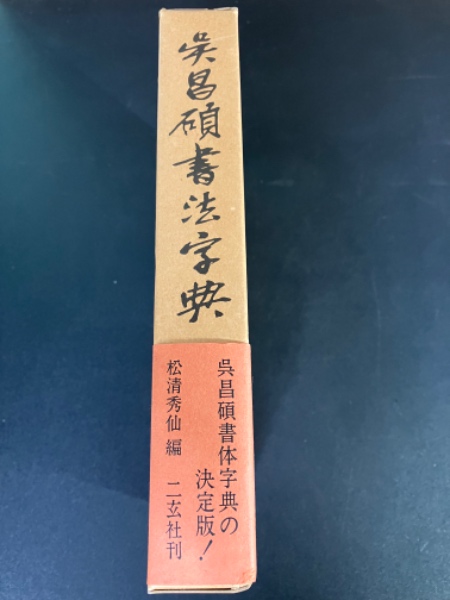 呉昌碩書法字典
呉昌碩書体字典の
決定版！
松清秀仙 編 二玄社刊